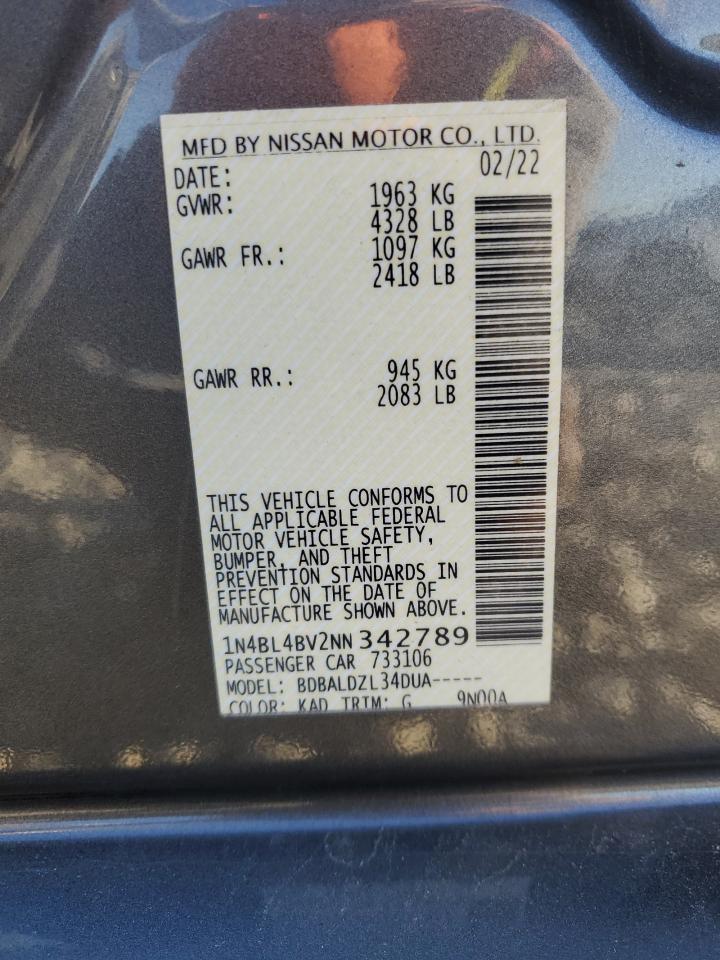 MFD BY NISSAN MOTOR CO., LTD.
DATE: 02/22
GVWR: 1963 KG
4328 LB
GAWR FR.: 1097 KG
2418 LB
GAWR RR.: 945 KG
2083 LB
THIS VEHICLE CONFORMS TO
ALL APPLICABLE FEDERAL
MOTOR VEHICLE SAFETY,
BUMPER, AND THEFT
PREVENTION STANDARDS IN
EFFECT ON THE DATE OF
MANUFACTURE SHOWN ABOVE.
1N4BL4BV2NN342789
PASSENGER CAR 733106
MODEL: BDBALDZL34DUA-----
COLOR: KAD TRIM: G 9N00A